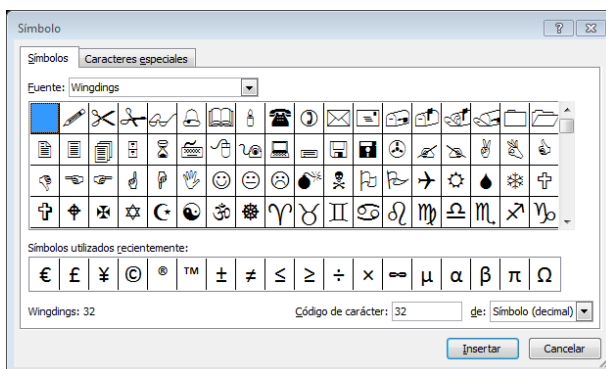 Símbolo
Símbolos Caracteres especiales
Fuente: Wingdings
Símbolos utilizados recientemente:
€ £ ¥ © ® ™ ± ≠ ≤ ≥ ÷ × ∞ µ α β π Ω
Wingdings: 32 Código de carácter: 32 de: Símbolo (decimal)
Insertar Cancelar